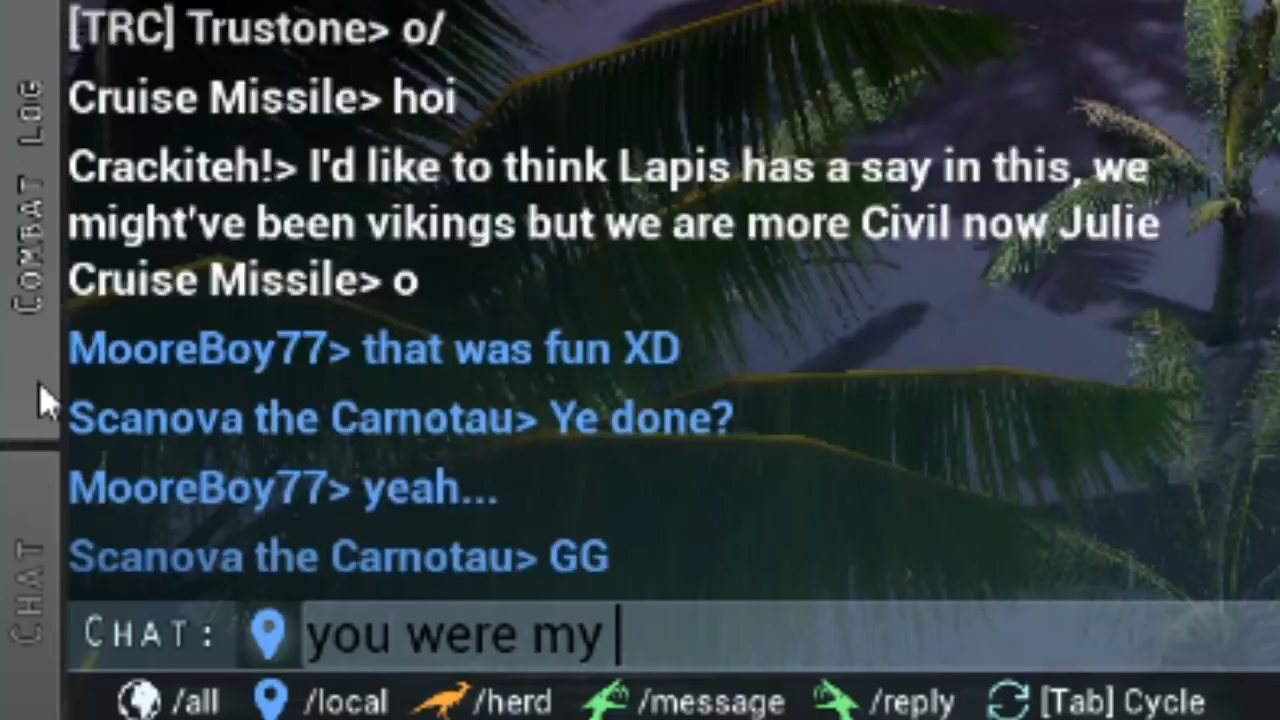 [TRC] Trustone> o/
Cruise Missile> hoi
Crackiteh!> I'd like to think Lapis has a say in this, we
might've been vikings but we are more Civil now Julie
Cruise Missile> o
MooreBoy77> that was fun XD
Scanova the Carnotau> Ye done?
MooreBoy77> yeah...
Scanova the Carnotau> GG
CHAT: you were my
/all /local /herd /message /reply [Tab] Cycle
COMBAT LOG
CHAT